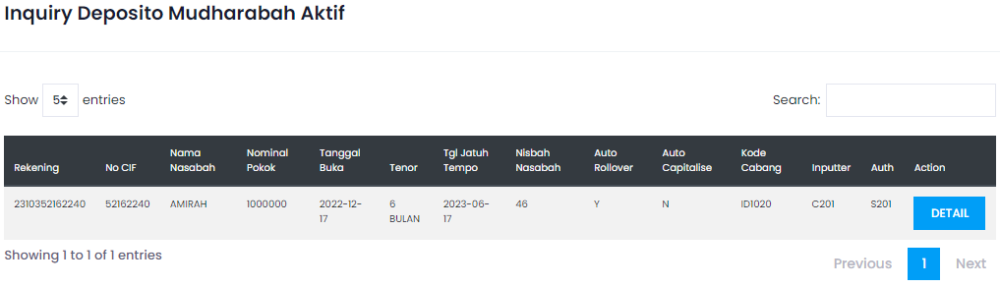 Inquiry Deposito Mudharabah Aktif
Show 5 entries
Search:
Rekening No CIF Nama Nasabah Nominal Pokok Tanggal Buka Tenor Tgl Jatuh Tempo Nisbah Nasabah Auto Rollover Auto Capitalise Kode Cabang Inputter Auth Action
2310352162240 52162240 AMIRAH 1000000 2022-12-17 6 BULAN 2023-06-17 46 Y N ID1020 C201 S201 DETAIL
Showing 1 to 1 of 1 entries
Previous 1 Next